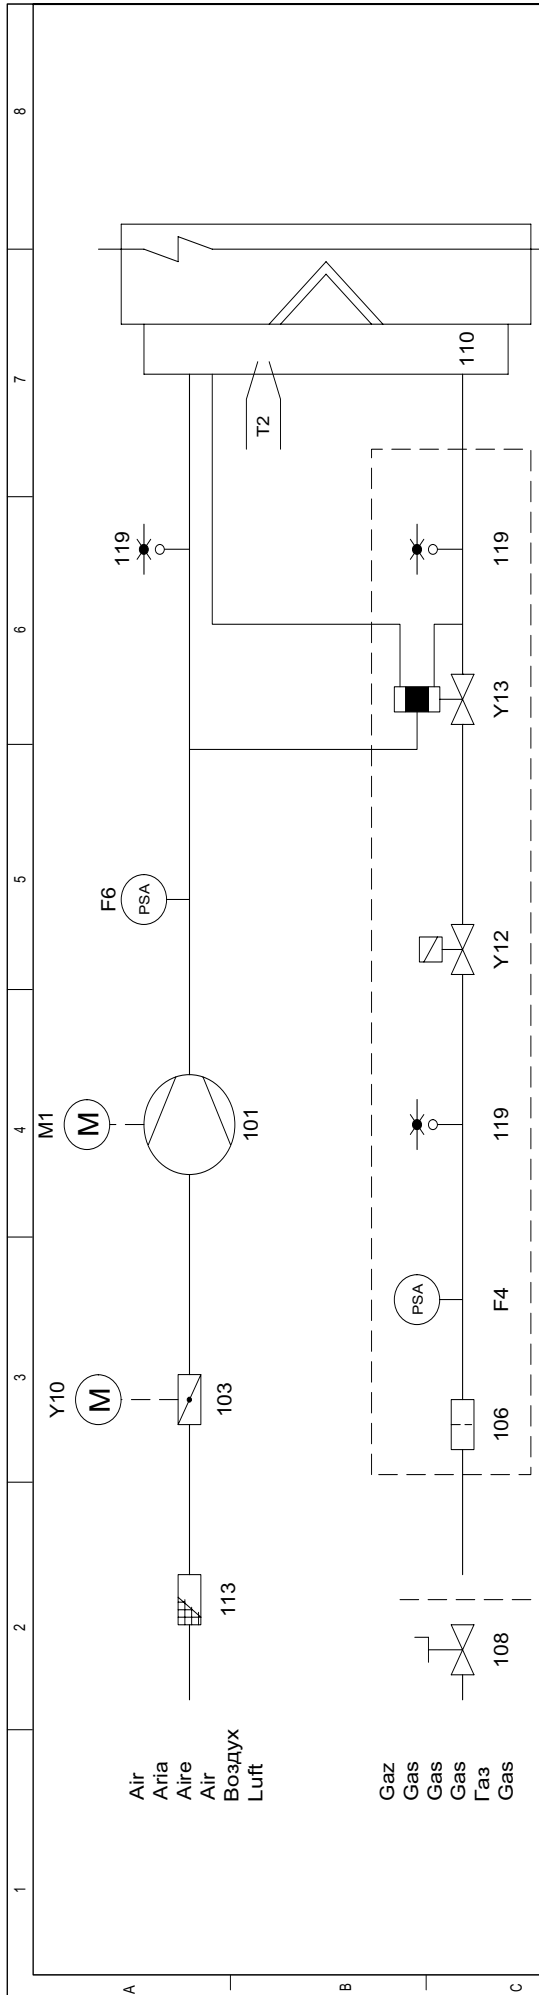 1
2
3
4
5
6
7
8
A
B
C
Air
Aria
Aire
Air
Воздух
Luft
113
Y10
M
103
M1
M
101
F6
PSA
119
T2
110
Gaz
Gas
Gas
Gas
Газ
Gas
108
106
PSA
F4
119
Y12
Y13
119